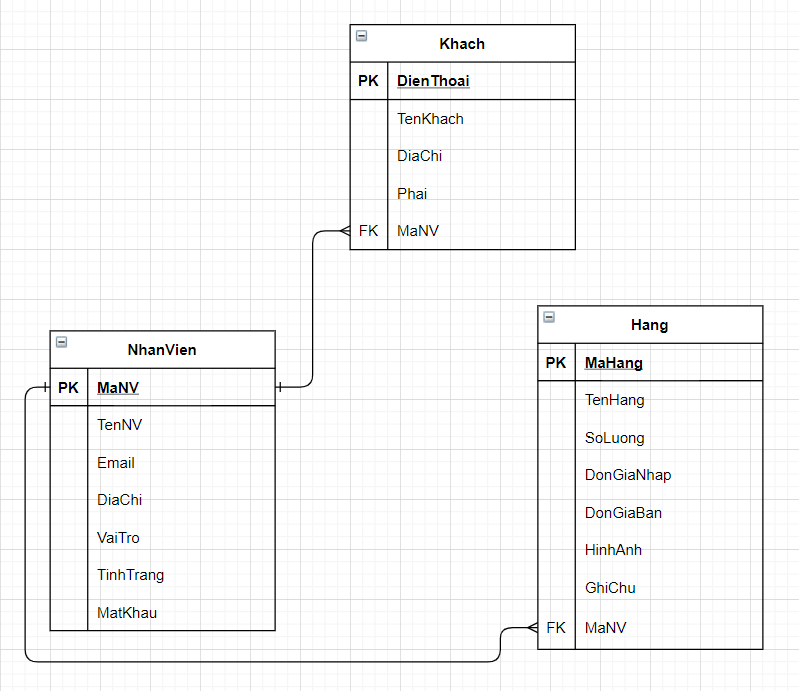 Khach
PK DienThoai
TenKhach
DiaChi
Phai
FK MaNV
NhanVien
PK MaNV
TenNV
Email
DiaChi
VaiTro
TinhTrang
MatKhau
Hang
PK MaHang
TenHang
SoLuong
DonGiaNhap
DonGiaBan
HinhAnh
GhiChu
FK MaNV